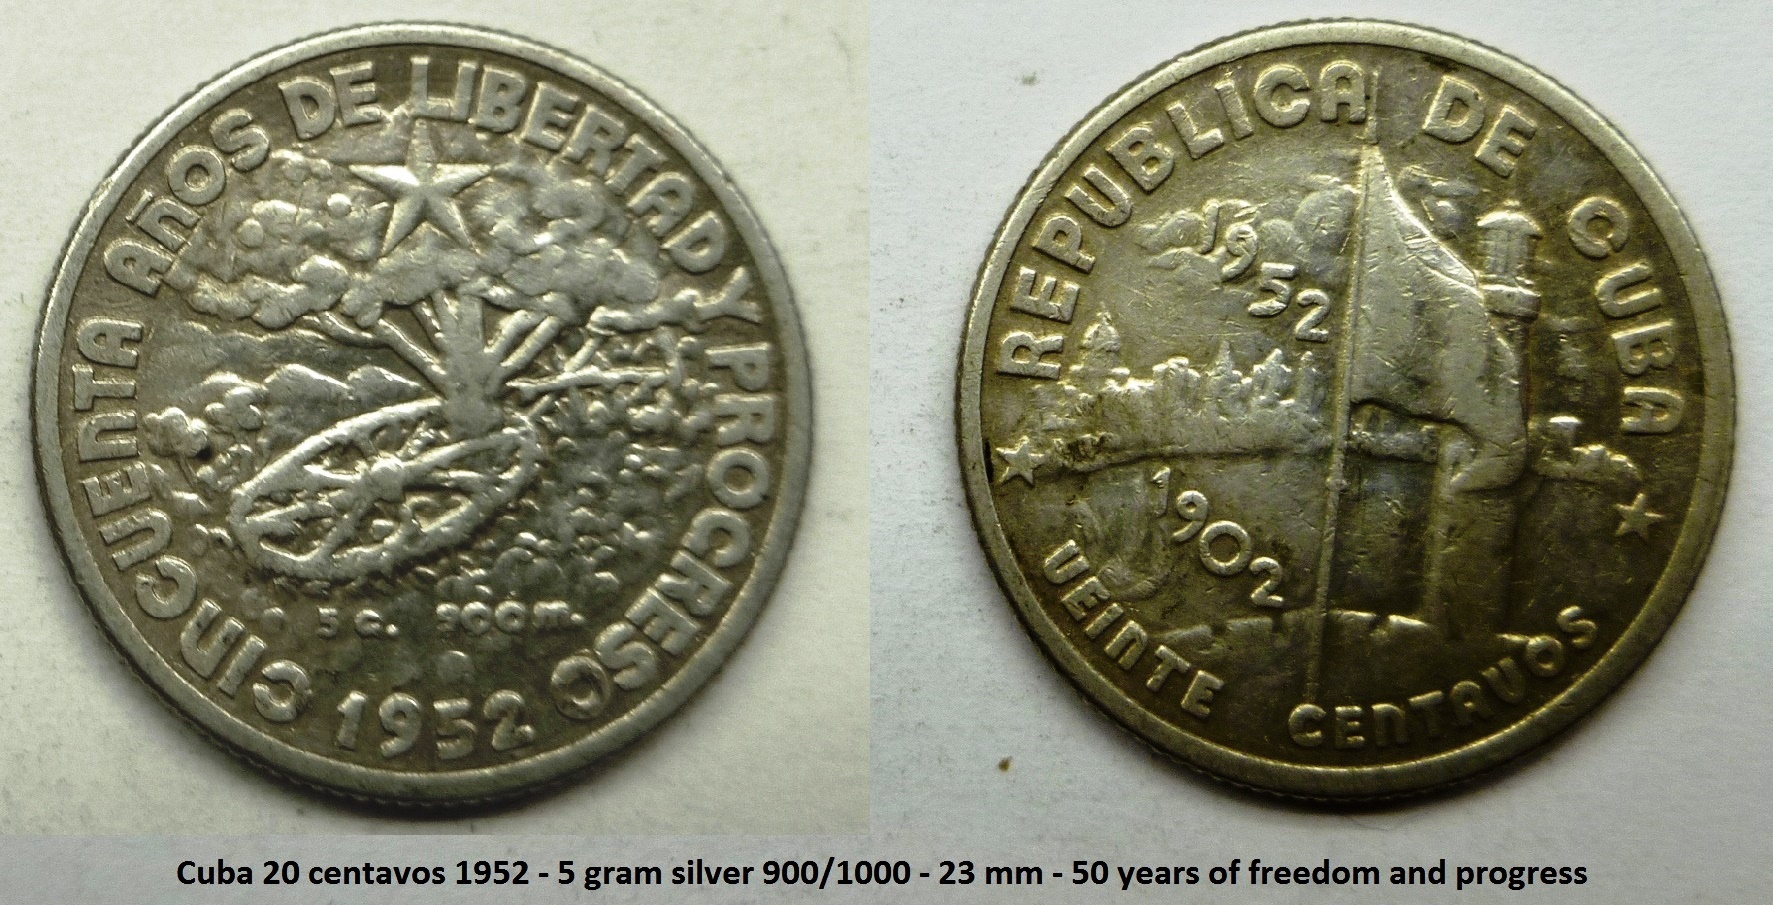 CINCUENTA AÑOS DE LIBERTAD Y PROGRESO
5 G. 900 m.
1952
REPUBLICA DE CUBA
1952
1902
VEINTE CENTAVOS
Cuba 20 centavos 1952 - 5 gram silver 900/1000 - 23 mm - 50 years of freedom and progress